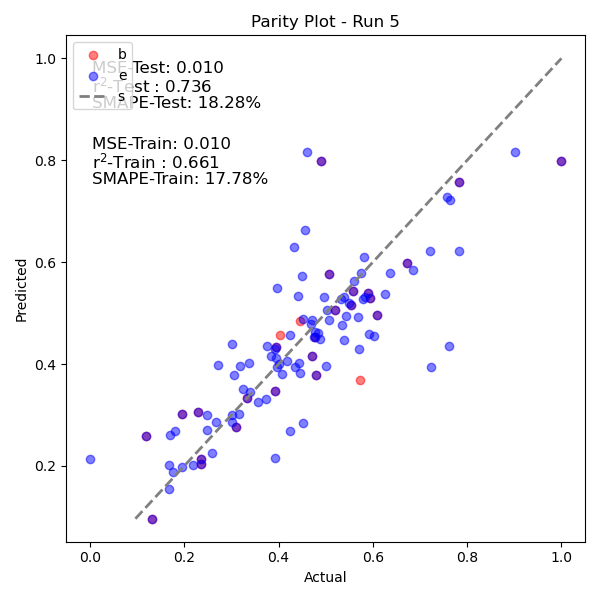 Parity Plot - Run 5
MSE-Test: 0.010
r²-Test : 0.736
SMAPE-Test: 18.28%
b
e
s
MSE-Train: 0.010
r²-Train : 0.661
SMAPE-Train: 17.78%
1.0
0.8
0.6
0.4
0.2
Predicted
0.0 0.2 0.4 0.6 0.8 1.0
Actual